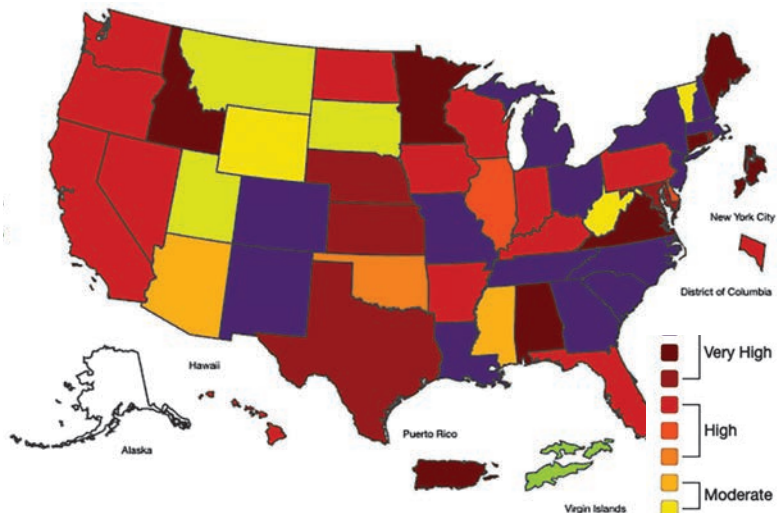 New York City
District of Columbia
Very High
Hawaii
High
Puerto Rico
Alaska
Moderate
Virgin Islands